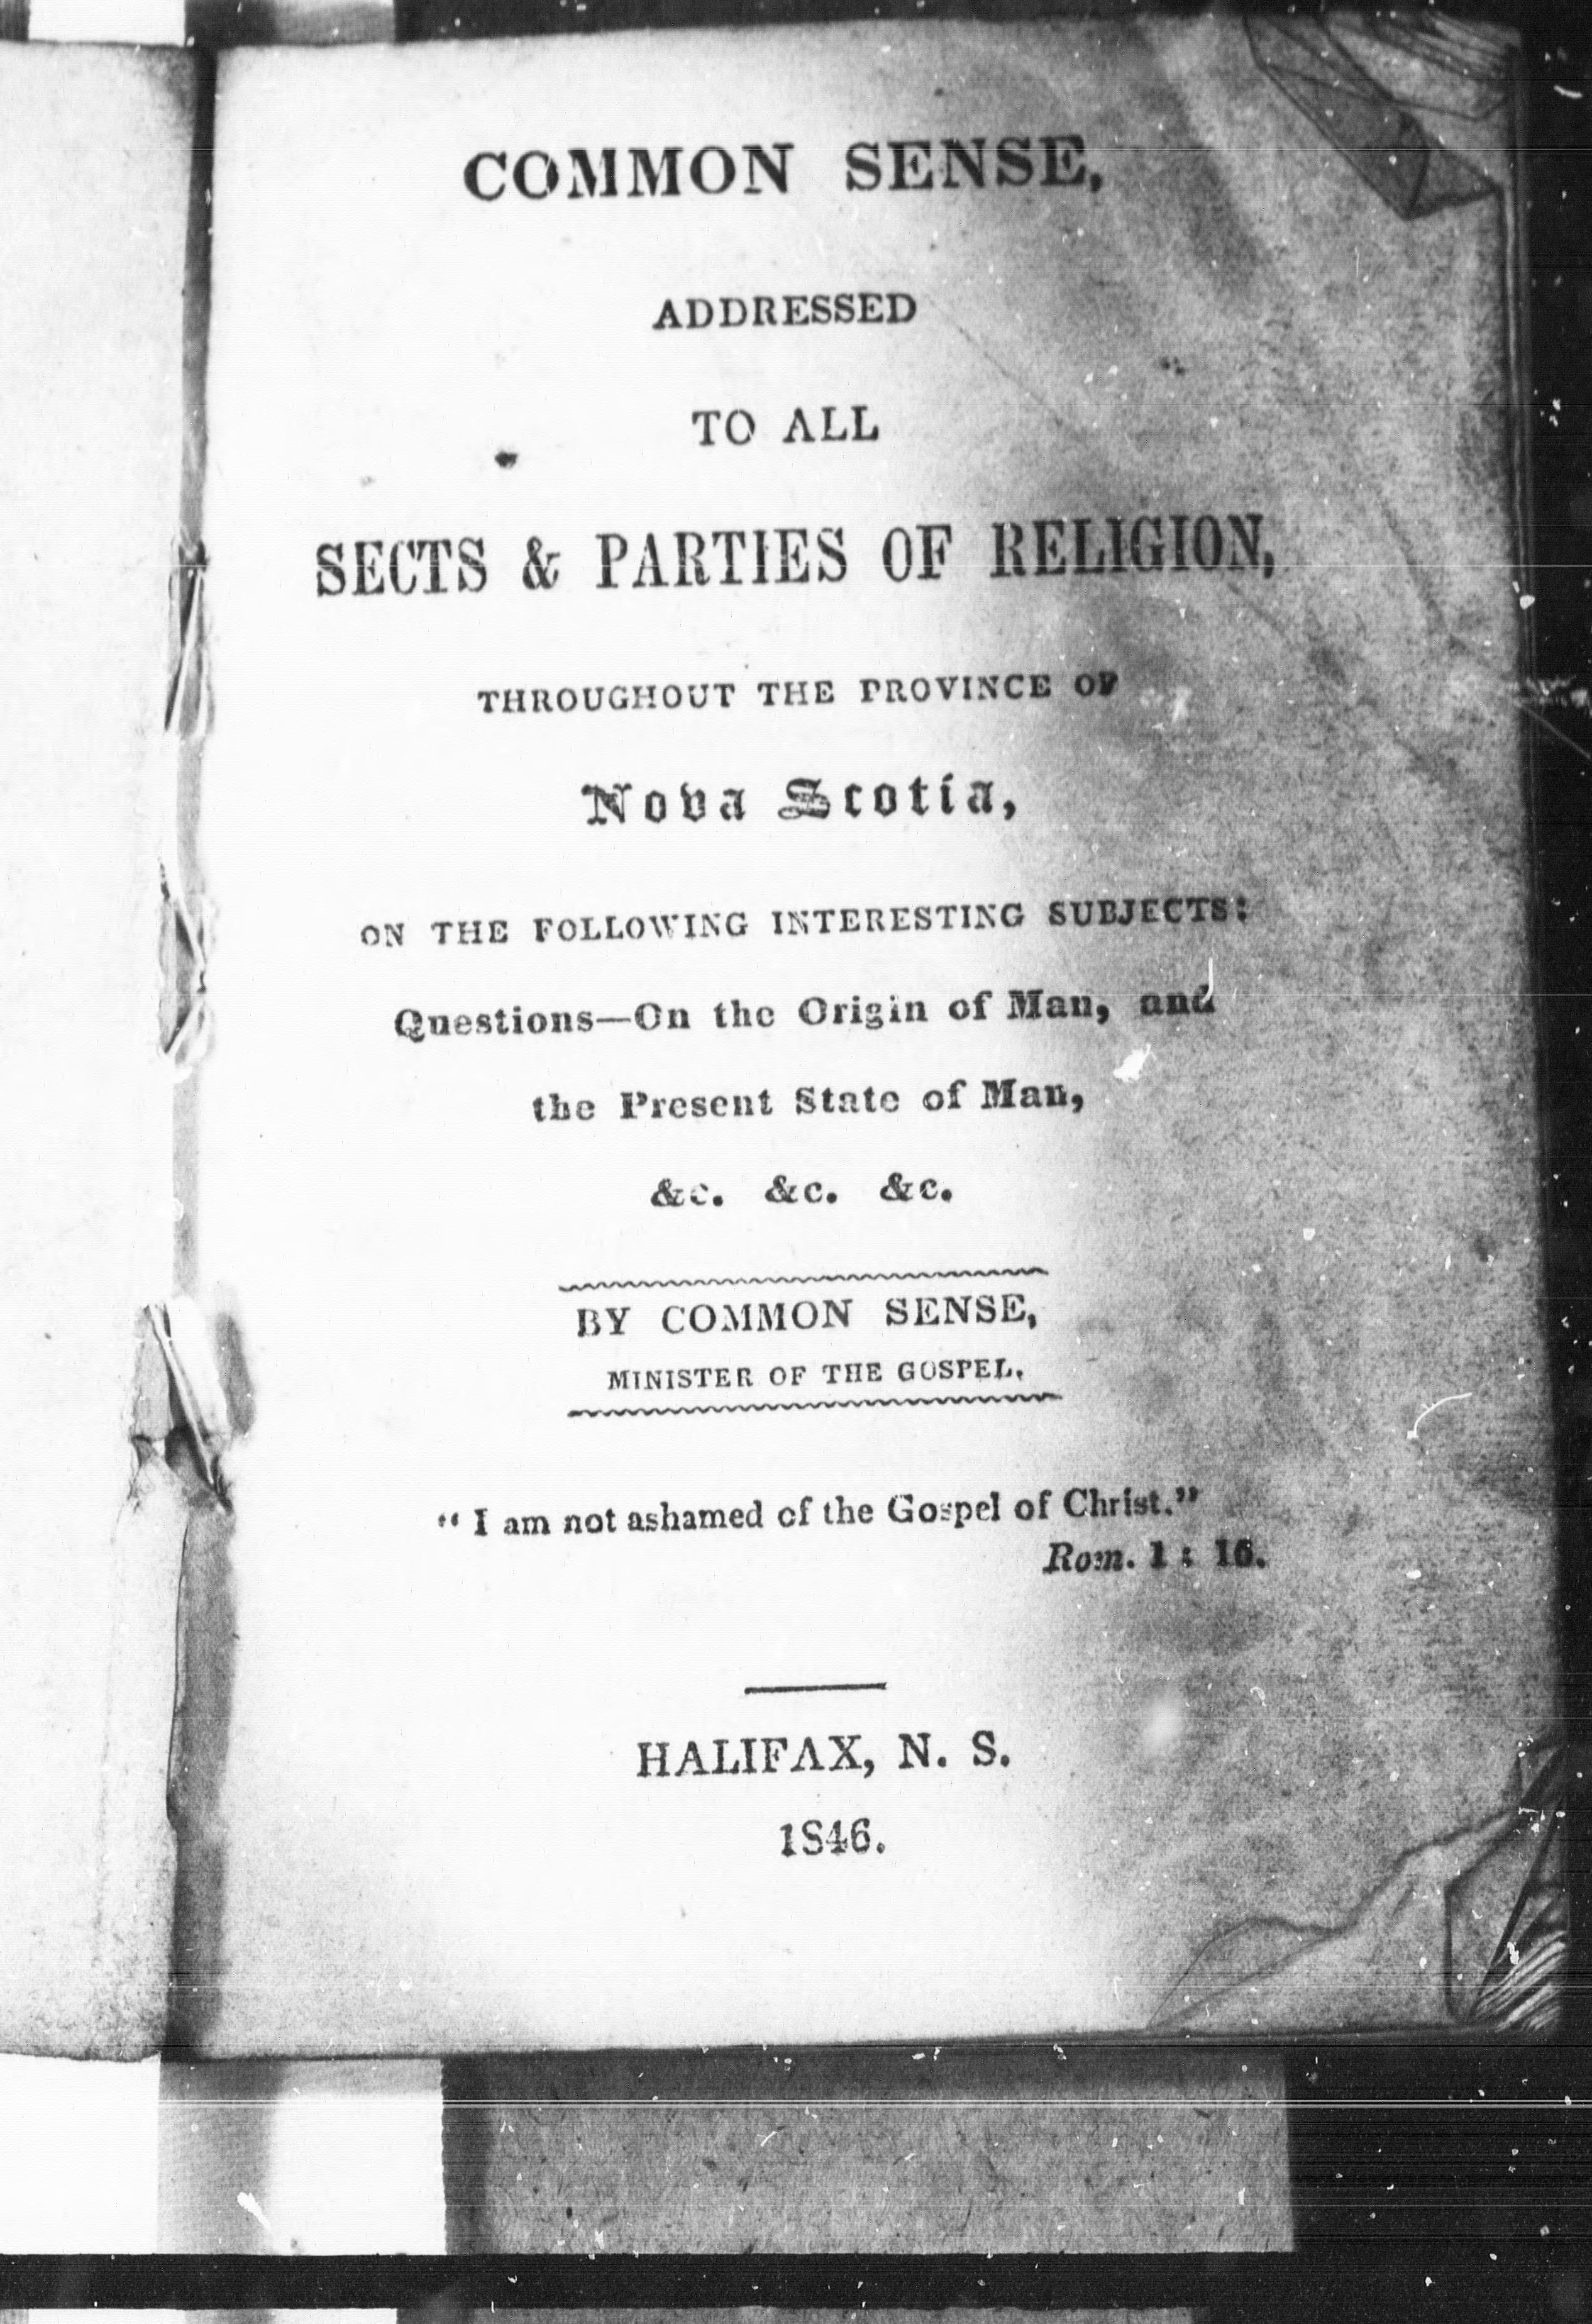 COMMON SENSE,
ADDRESSED
TO ALL
SECTS & PARTIES OF RELIGION,
THROUGHOUT THE PROVINCE OF
Nova Scotia,
ON THE FOLLOWING INTERESTING SUBJECTS:
Questions—On the Origin of Man, and
the Present State of Man,
&c. &c. &c.
BY COMMON SENSE,
MINISTER OF THE GOSPEL.
"I am not ashamed of the Gospel of Christ."
Rom. 1 : 16.
HALIFAX, N. S.
1846.